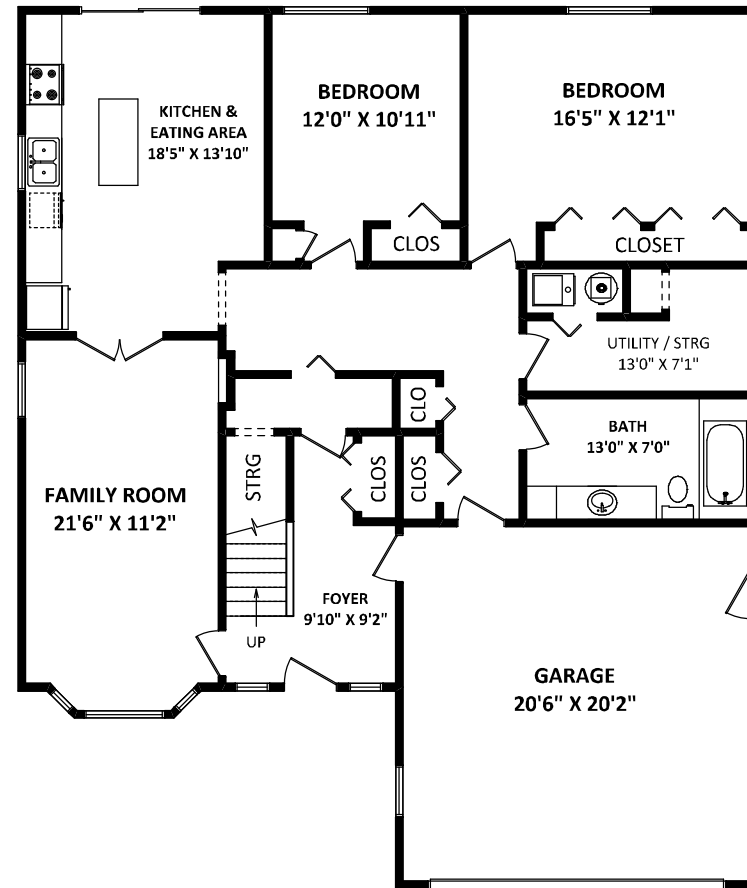 KITCHEN &
EATING AREA
18'5" X 13'10"
BEDROOM
12'0" X 10'11"
BEDROOM
16'5" X 12'1"
CLOS
CLOSET
UTILITY / STRG
13'0" X 7'1"
CLO
BATH
13'0" X 7'0"
STRG
CLOS
CLOS
FAMILY ROOM
21'6" X 11'2"
FOYER
9'10" X 9'2"
UP
GARAGE
20'6" X 20'2"